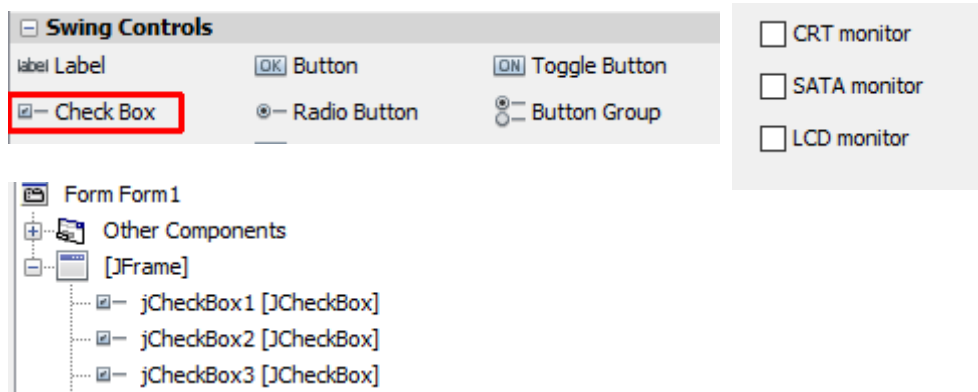 Swing Controls
label Label
OK Button
ON Toggle Button
Check Box
Radio Button
Button Group
CRT monitor
SATA monitor
LCD monitor
Form Form1
Other Components
[JFrame]
jCheckBox1 [JCheckBox]
jCheckBox2 [JCheckBox]
jCheckBox3 [JCheckBox]